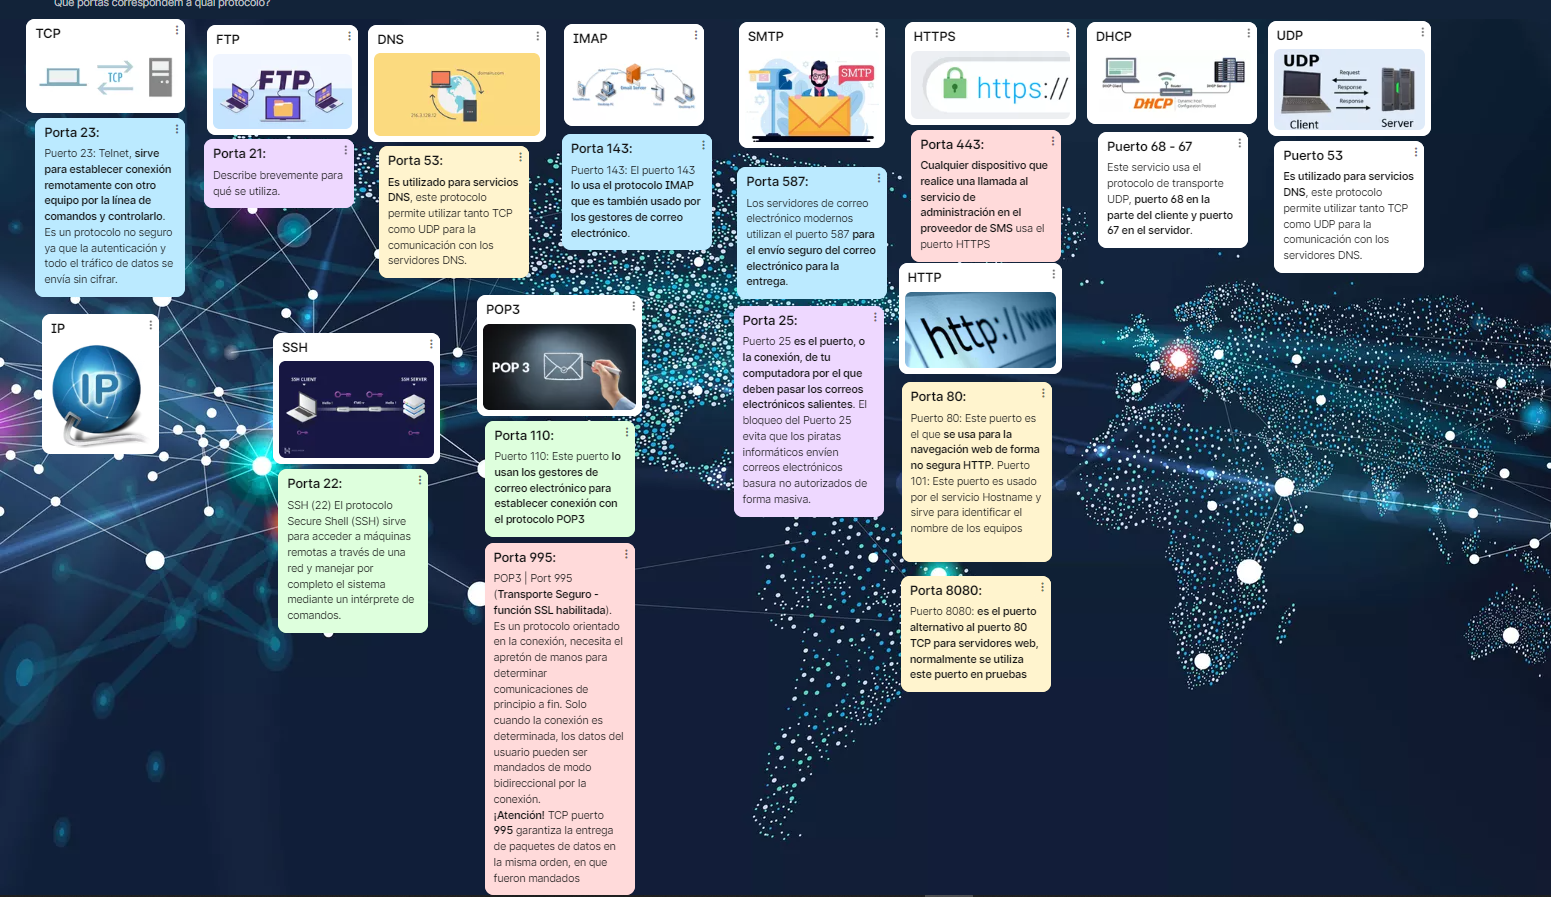 Que portas correspondem a qual protocolo?
TCP
TCP
Porta 23:
Puerto 23: Telnet, sirve
para establecer conexión
remotamente con otro
equipo por la línea de
comandos y controlarlo.
Es un protocolo no seguro
ya que la autenticación y
todo el tráfico de datos se
envía sin cifrar.
IP
IP
FTP
FTP
Porta 21:
Describe brevemente para
qué se utiliza.
SSH
SSH CLIENT
SSH SERVER
Porta 22:
SSH (22) El protocolo
Secure Shell (SSH) sirve
para acceder a máquinas
remotas a través de una
red y manejar por
completo el sistema
mediante un intérprete de
comandos.
DNS
domain.com
Porta 53:
Es utilizado para servicios
DNS, este protocolo
permite utilizar tanto TCP
como UDP para la
comunicación con los
servidores DNS.
POP3
POP 3
Porta 110:
Puerto 110: Este puerto lo
usan los gestores de
correo electrónico para
establecer conexión con
el protocolo POP3
Porta 995:
POP3 | Port 995
(Transporte Seguro -
función SSL habilitada).
Es un protocolo orientado
en la conexión, necesita el
apretón de manos para
determinar
comunicaciones de
principio a fin. Solo
cuando la conexión es
determinada, los datos del
usuario pueden ser
mandados de modo
bidireccional por la
conexión.
¡Atención! TCP puerto
995 garantiza la entrega
de paquetes de datos en
la misma orden, en que
fueron mandados
IMAP
Email Server
Porta 143:
Puerto 143: El puerto 143
lo usa el protocolo IMAP
que es también usado por
los gestores de correo
electrónico.
SMTP
SMTP
Porta 587:
Los servidores de correo
electrónico modernos
utilizan el puerto 587 para
el envío seguro del correo
electrónico para la
entrega.
Porta 25:
Puerto 25 es el puerto, o
la conexión, de tu
computadora por el que
deben pasar los correos
electrónicos salientes. El
bloqueo del Puerto 25
evita que los piratas
informáticos envíen
correos electrónicos
basura no autorizados de
forma masiva.
HTTPS
https://
Porta 443:
Cualquier dispositivo que
realice una llamada al
servicio de
administración en el
proveedor de SMS usa el
puerto HTTPS
HTTP
http://www
Porta 80:
Puerto 80: Este puerto es
el que se usa para la
navegación web de forma
no segura HTTP. Puerto
101: Este puerto es usado
por el servicio Hostname y
sirve para identificar el
nombre de los equipos
Porta 8080:
Puerto 8080: es el puerto
alternativo al puerto 80
TCP para servidores web,
normalmente se utiliza
este puerto en pruebas
DHCP
DHCP Client
Router
DHCP Server
DHCP Dynamic Host
Configuration Protocol
Puerto 68 - 67
Este servicio usa el
protocolo de transporte
UDP, puerto 68 en la
parte del cliente y puerto
67 en el servidor.
UDP
UDP
Request
Response
Response
Client
Server
Puerto 53
Es utilizado para servicios
DNS, este protocolo
permite utilizar tanto TCP
como UDP para la
comunicación con los
servidores DNS.